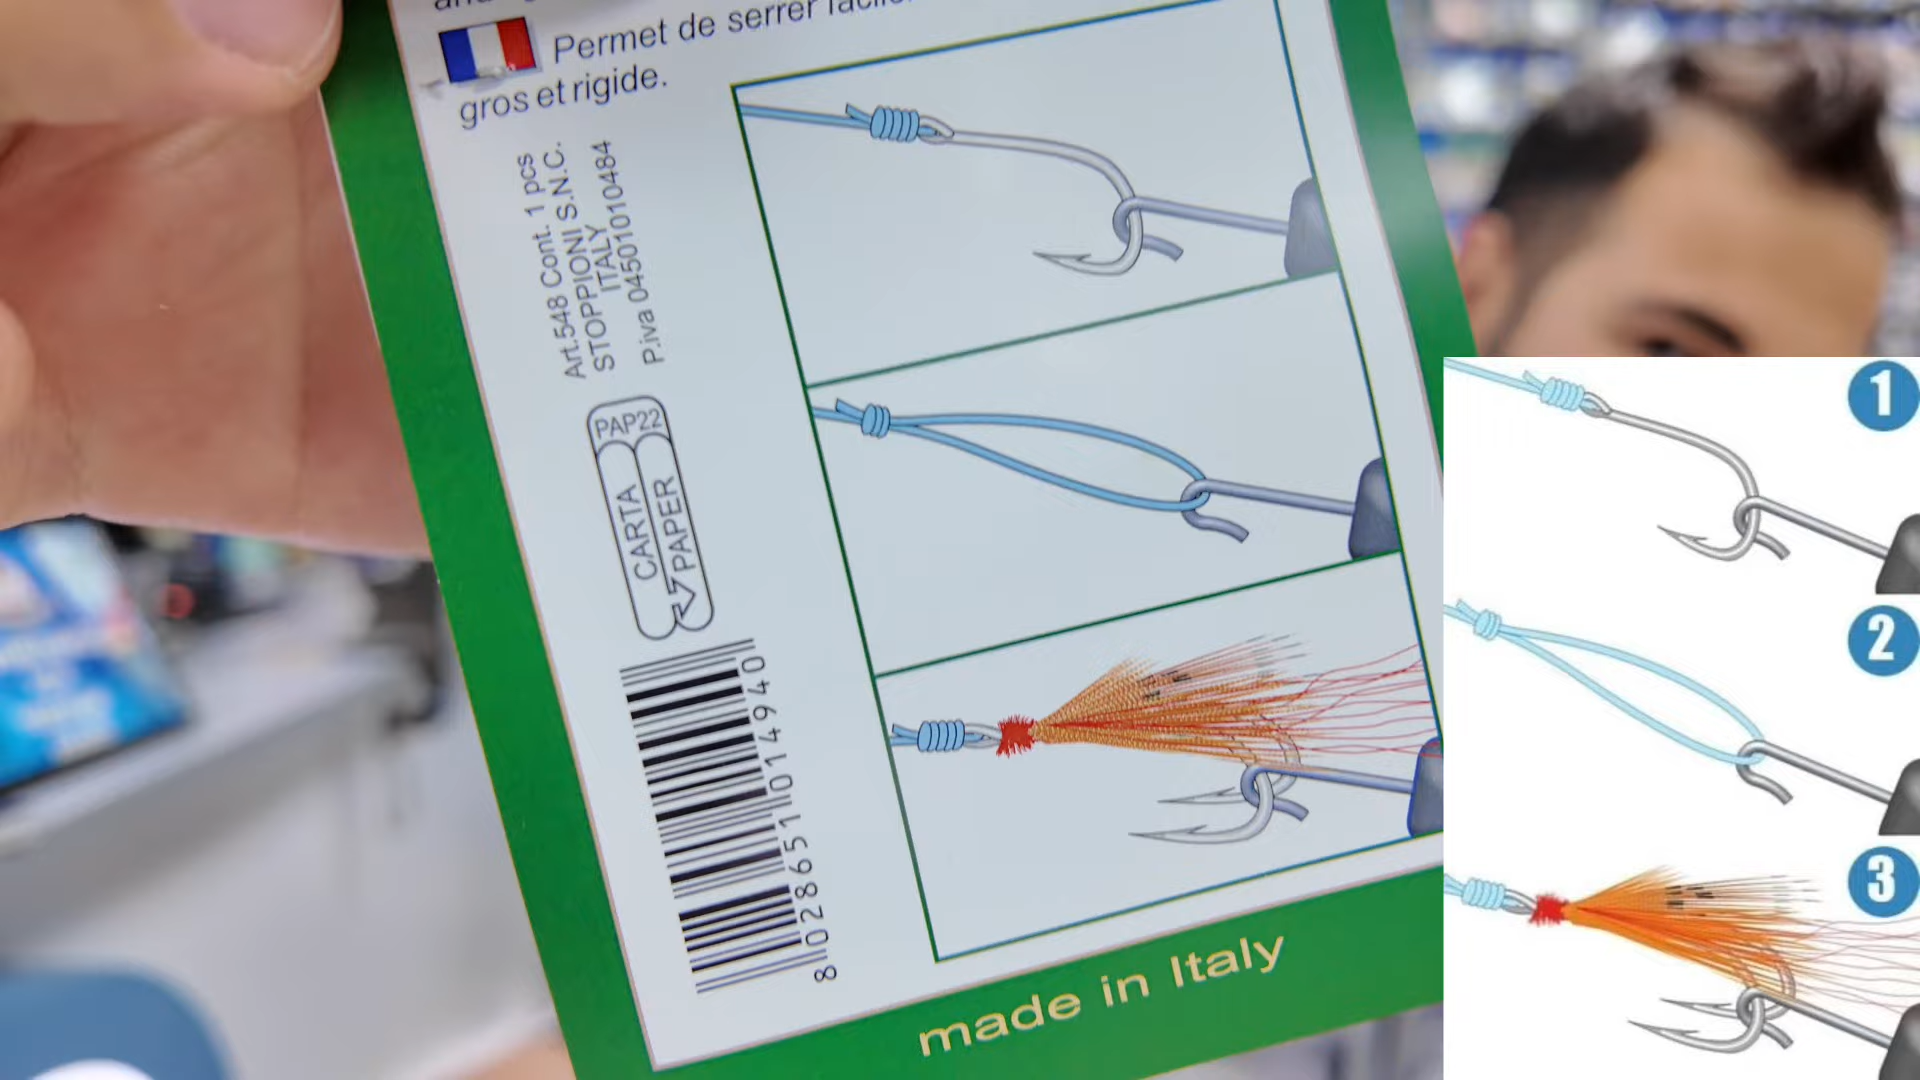 Permet de serrer
gros et rigide.
Art.548 Cont. 1 pcs
STOPPIONI S.N.C.
ITALY
P.iva 04501010484
PAP22
CARTA
PAPER
8 028651 014940
made in Italy
1
2
3